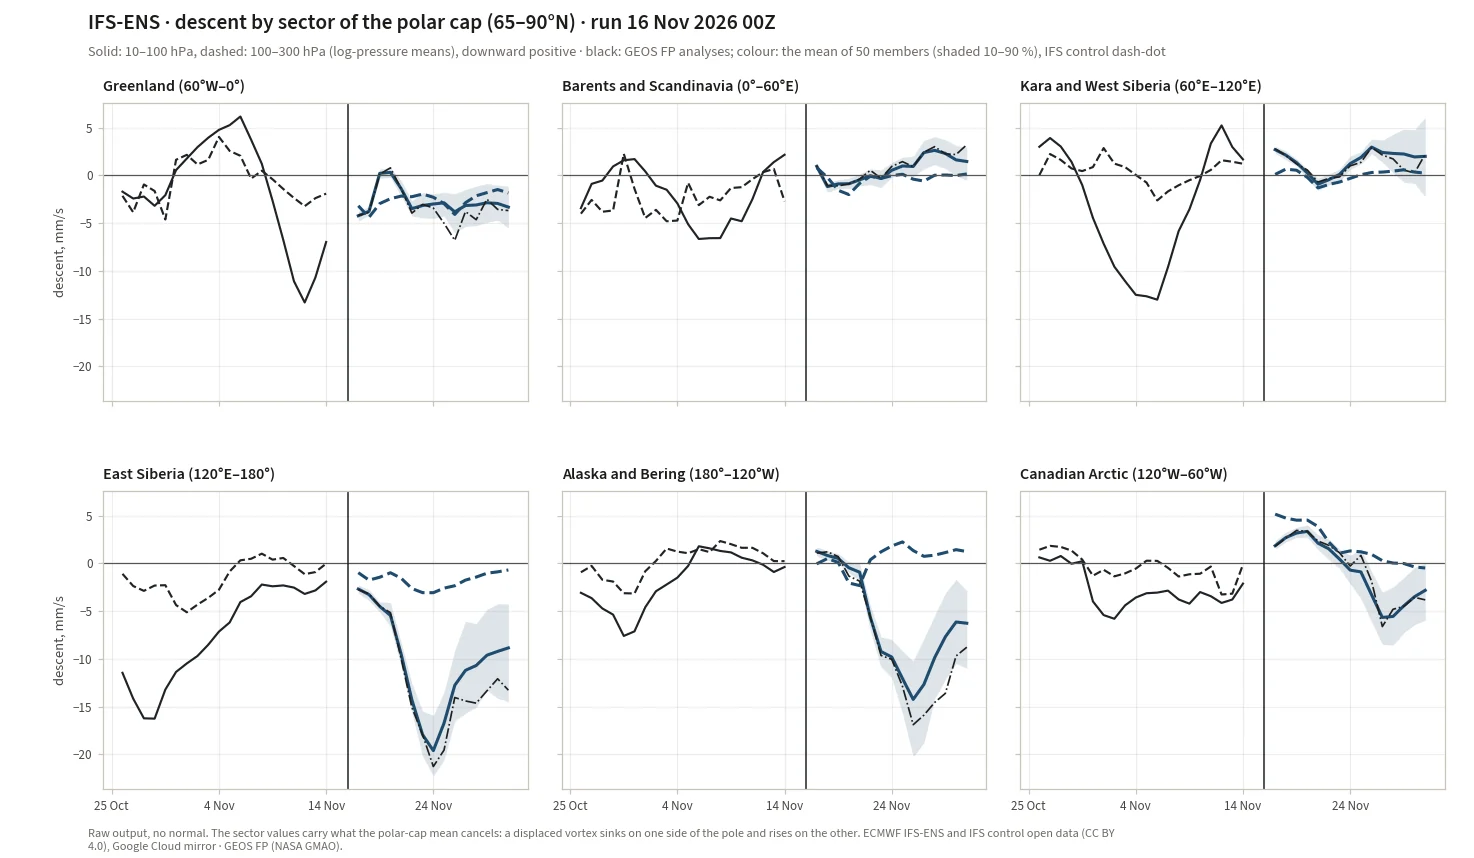 IFS-ENS · descent by sector of the polar cap (65–90°N) · run 16 Nov 2026 00Z
Solid: 10–100 hPa, dashed: 100–300 hPa (log-pressure means), downward positive · black: GEOS FP analyses; colour: the mean of 50 members (shaded 10–90 %), IFS control dash-dot
Greenland (60°W–0°)
Barents and Scandinavia (0°–60°E)
Kara and West Siberia (60°E–120°E)
descent, mm/s
5
0
−5
−10
−15
−20
East Siberia (120°E–180°)
Alaska and Bering (180°–120°W)
Canadian Arctic (120°W–60°W)
descent, mm/s
5
0
−5
−10
−15
−20
25 Oct 4 Nov 14 Nov 24 Nov
25 Oct 4 Nov 14 Nov 24 Nov
25 Oct 4 Nov 14 Nov 24 Nov
Raw output, no normal. The sector values carry what the polar-cap mean cancels: a displaced vortex sinks on one side of the pole and rises on the other. ECMWF IFS-ENS and IFS control open data (CC BY
4.0), Google Cloud mirror · GEOS FP (NASA GMAO).